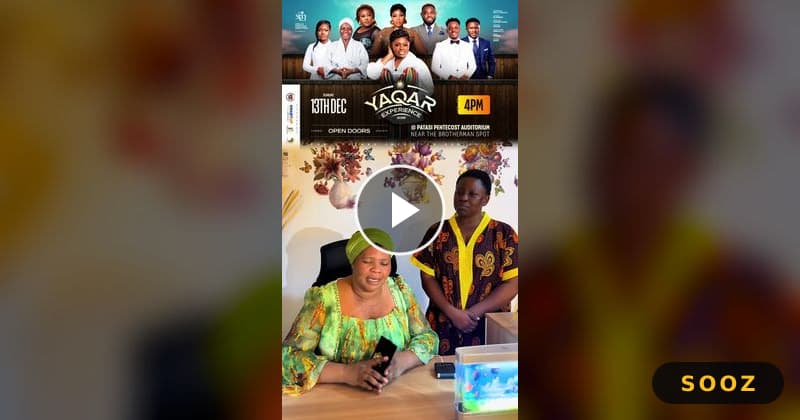 SUNDAY
13TH DEC
YAQAR
EXPERIENCE
4PM
OPEN DOORS
@ PATASI PENTECOST AUDITORIUM
NEAR THE BROTHERMAN SPOT
SOOZ